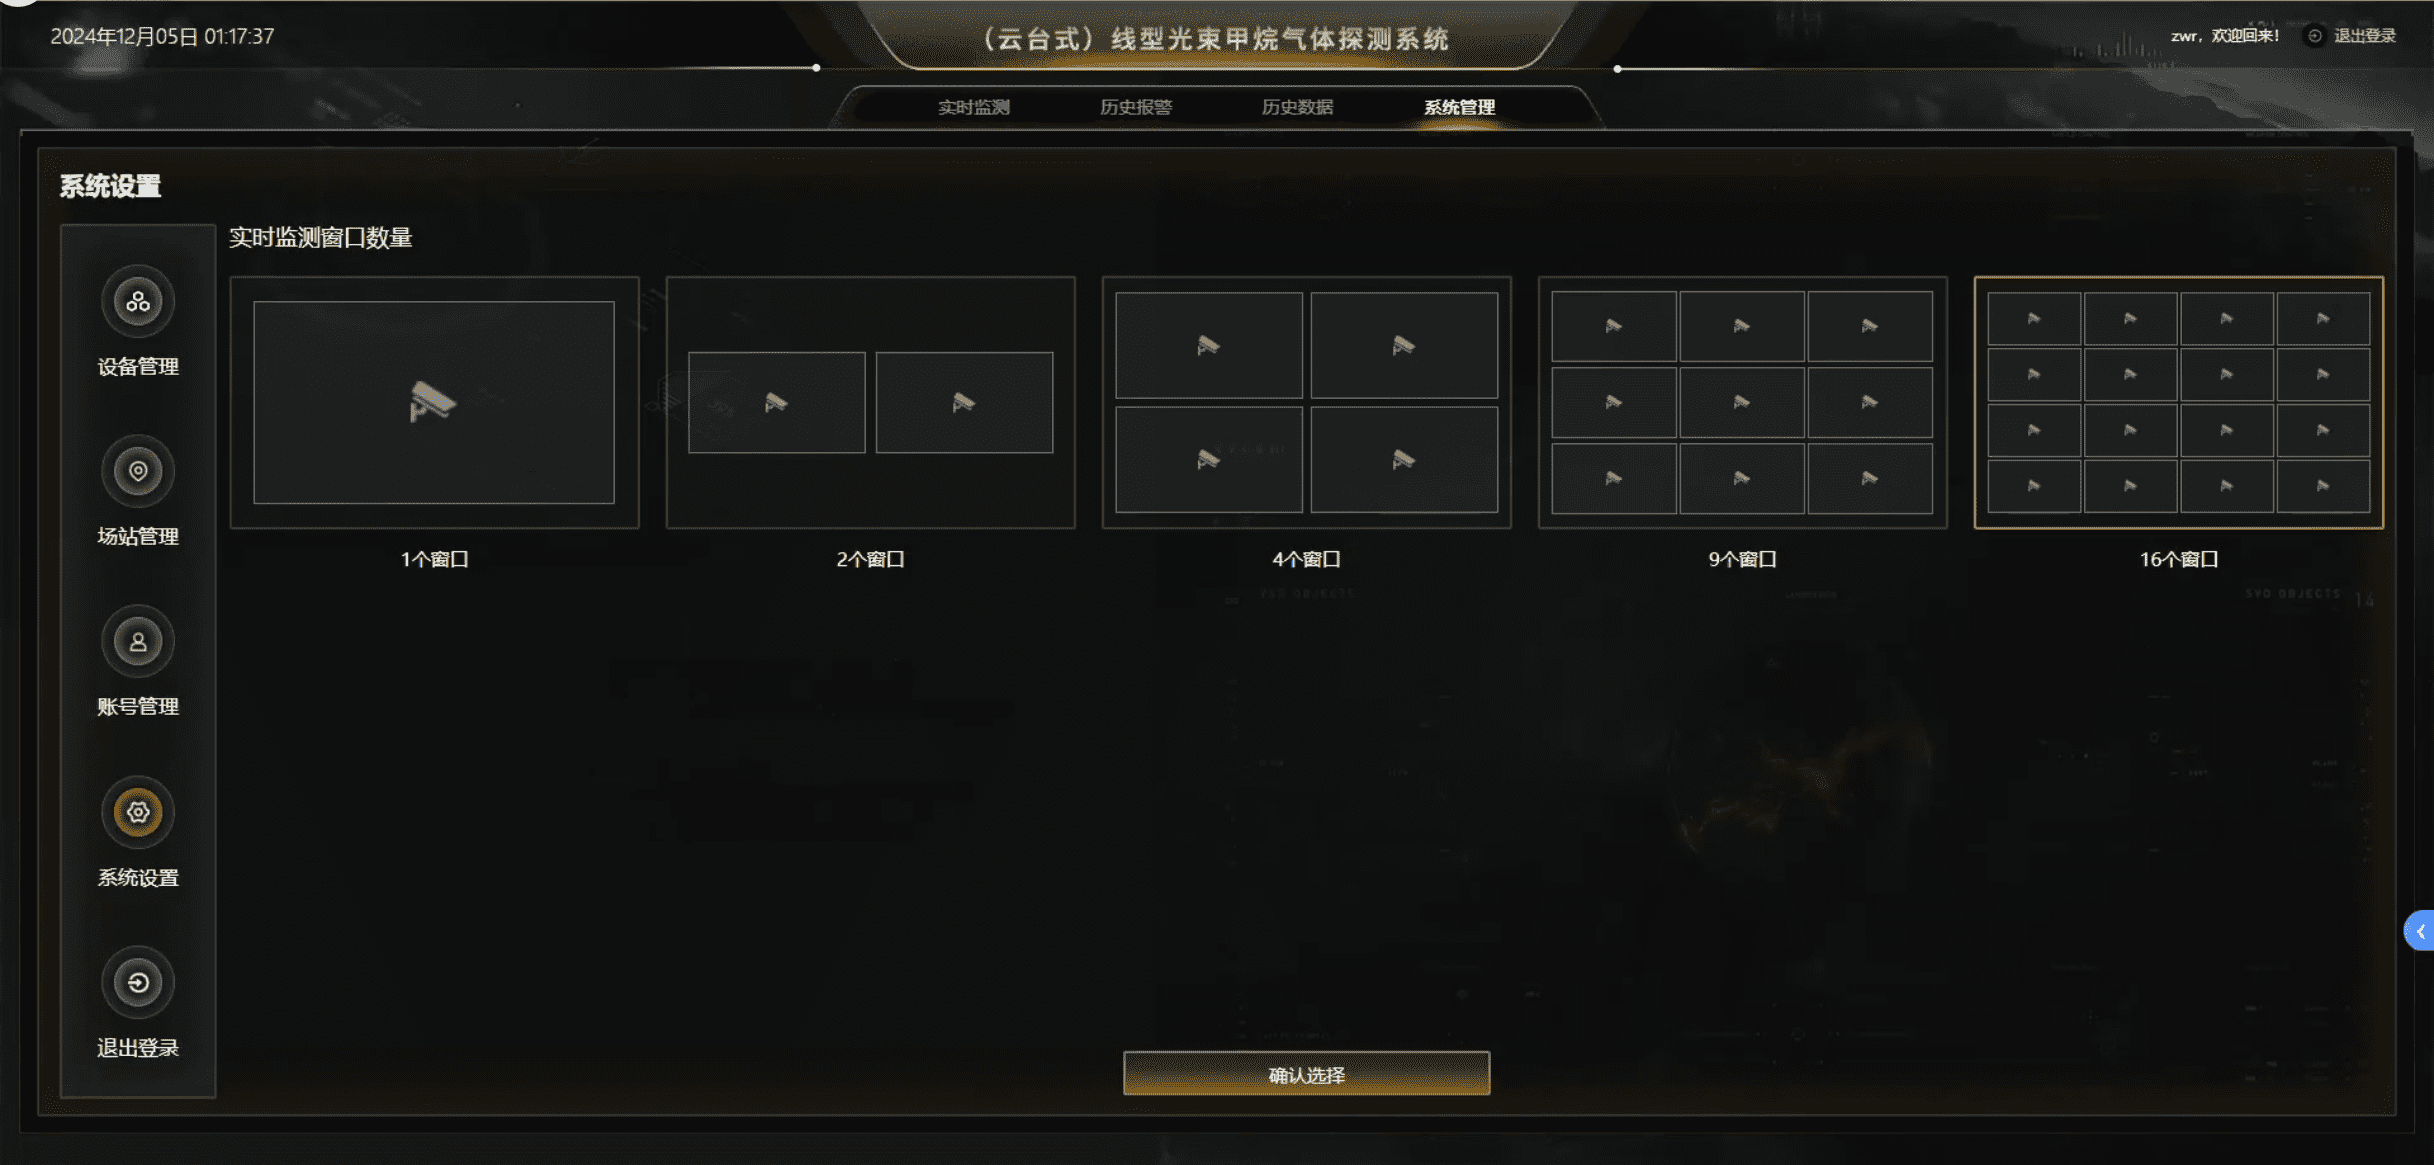 2024年12月05日 01:17:37
（云台式）线型光束甲烷气体探测系统
zwr，欢迎回来！
退出登录
实时监测
历史报警
历史数据
系统管理
系统设置
实时监测窗口数量
设备管理
场站管理
账号管理
系统设置
退出登录
1个窗口
2个窗口
4个窗口
9个窗口
16个窗口
SVO OBJECTS
14
确认选择